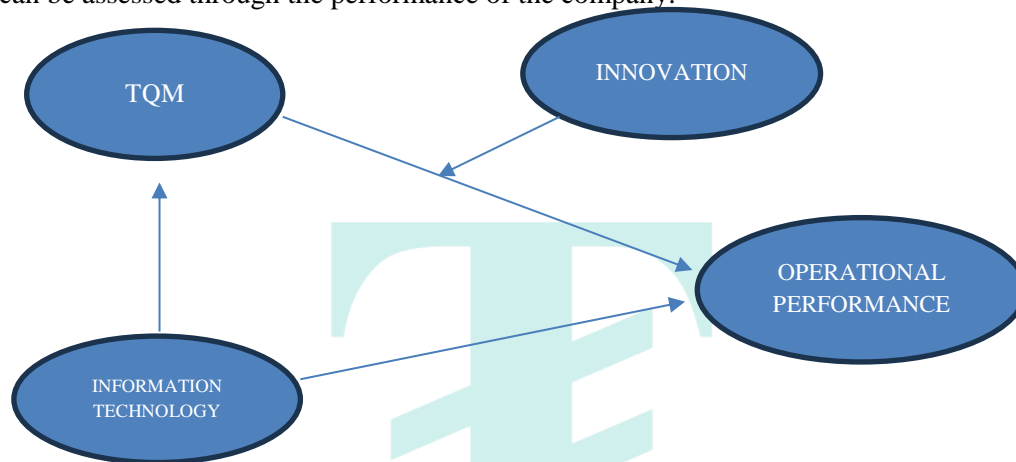 can be assessed through the performance of the company.
TQM
INNOVATION
OPERATIONAL
PERFORMANCE
INFORMATION
TECHNOLOGY